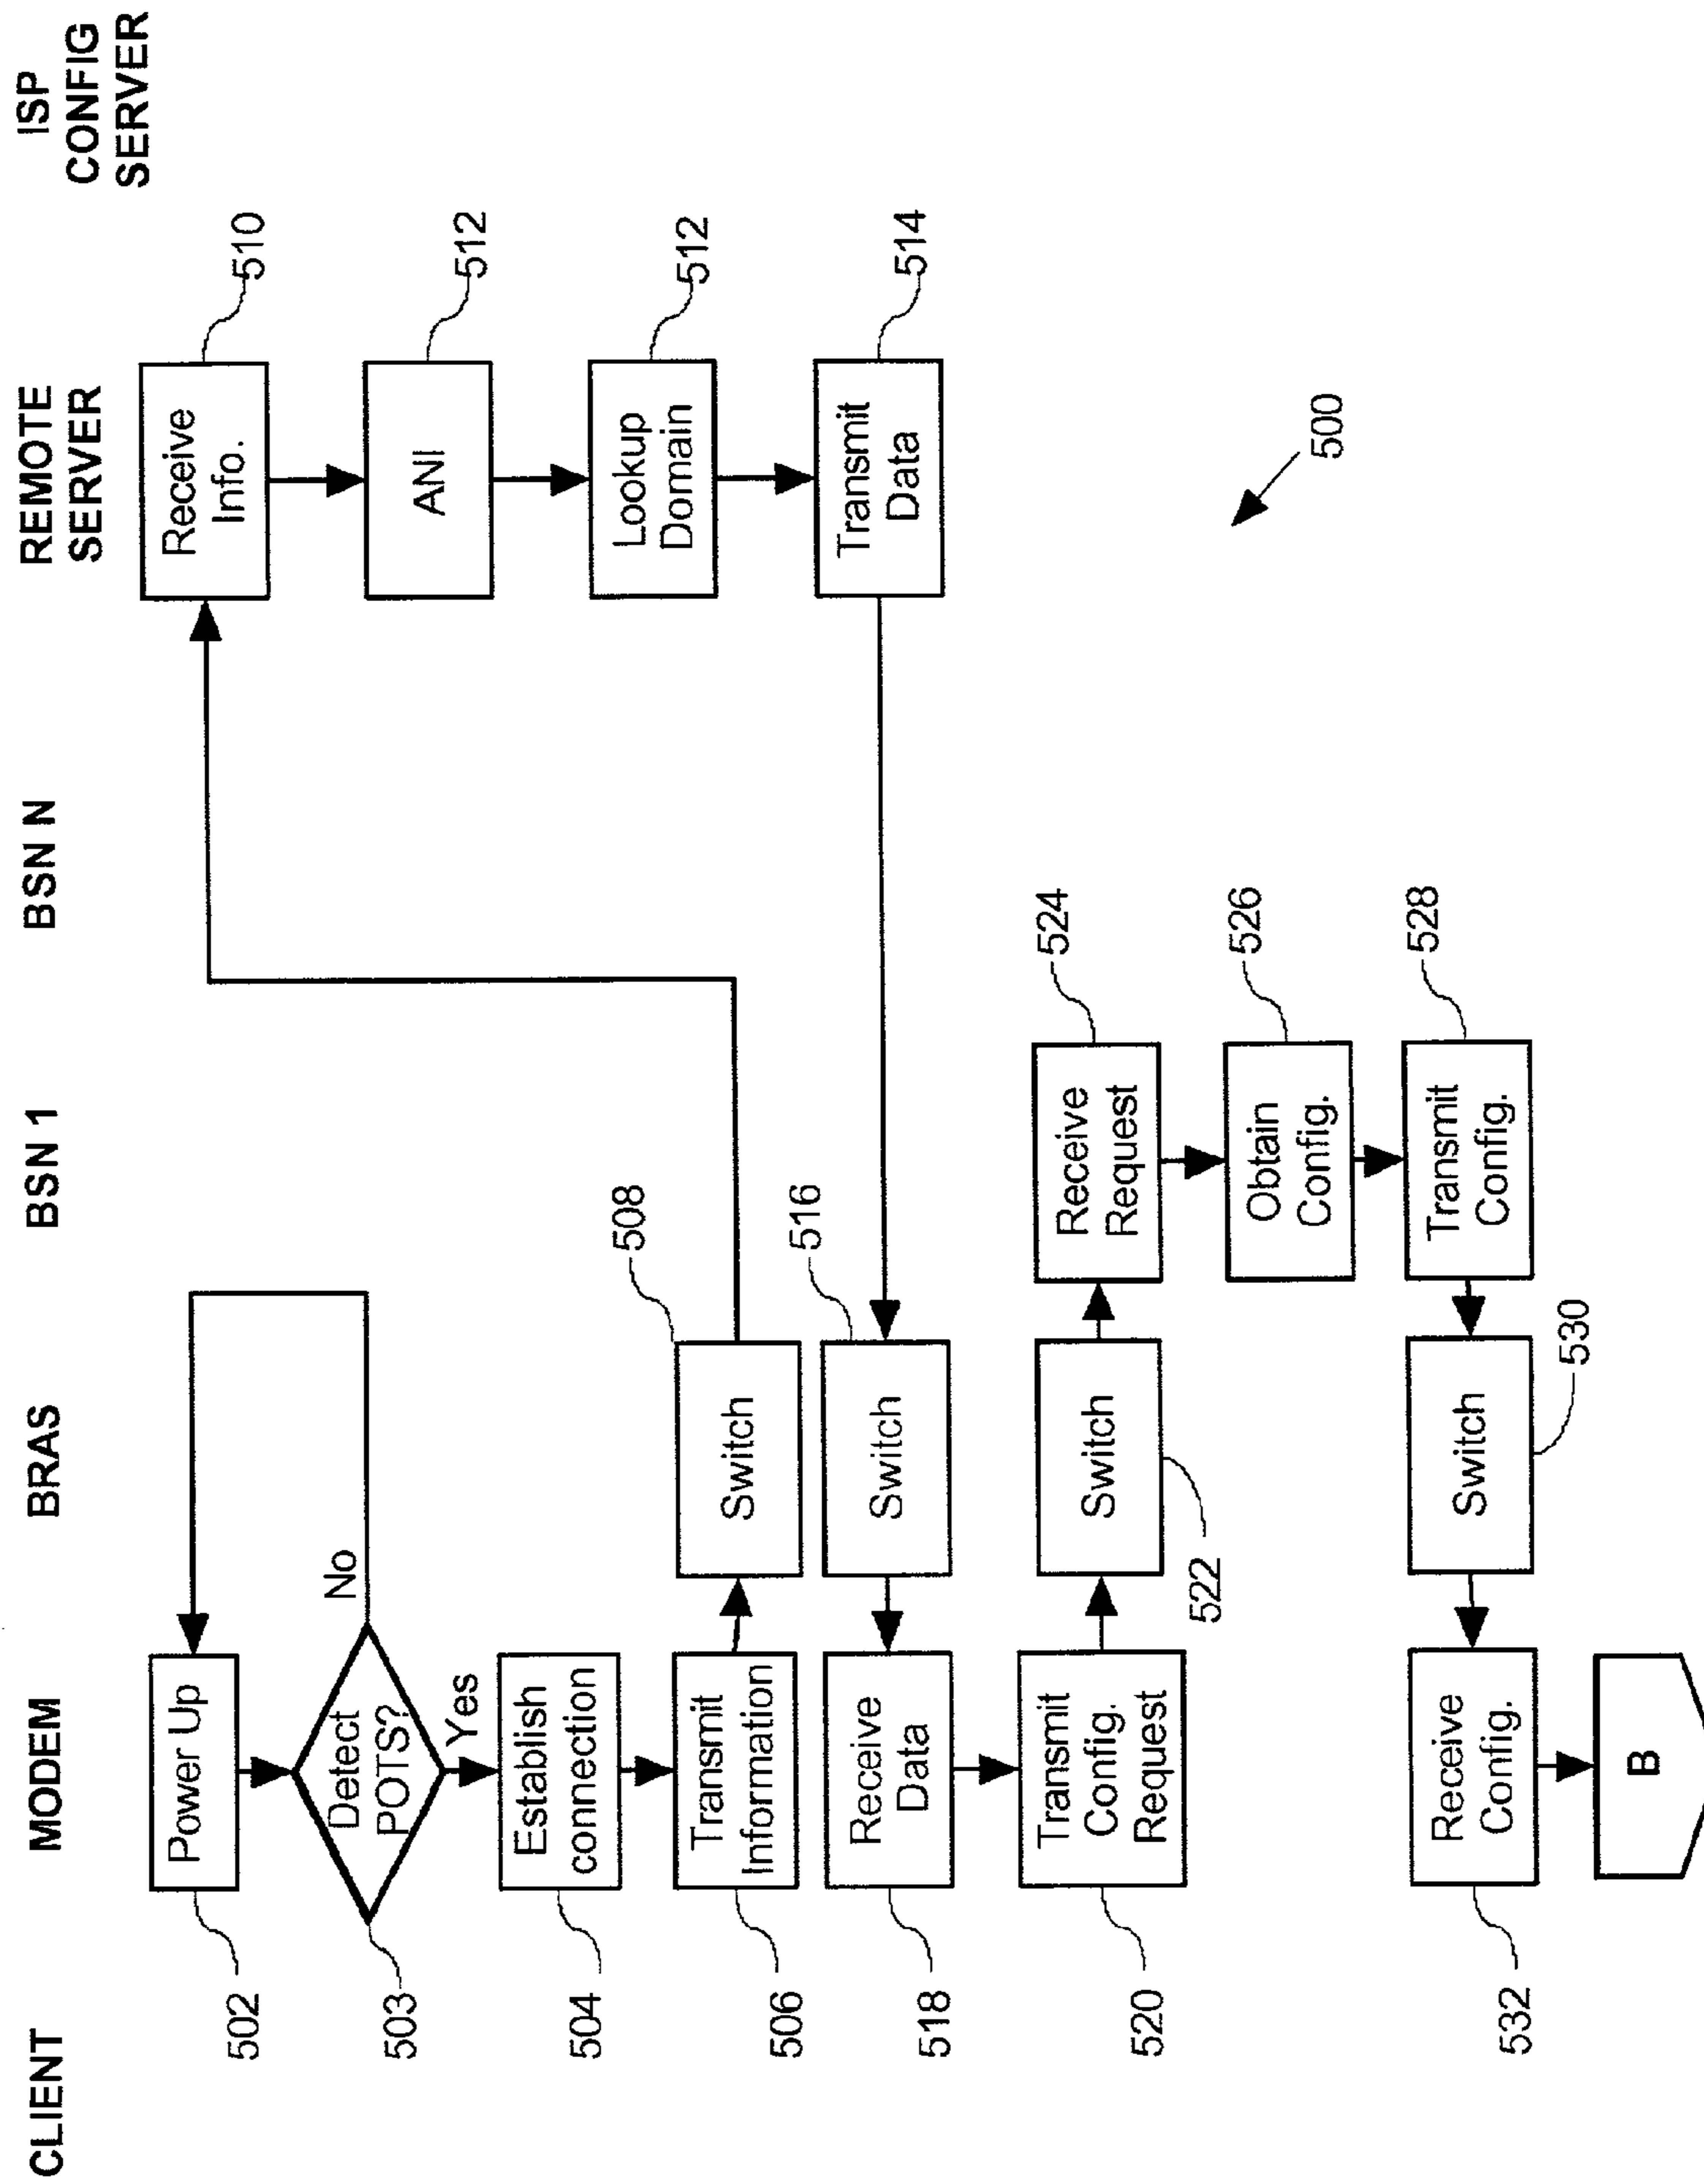 CLIENT
MODEM
BRAS
BSN 1
BSN N
REMOTE
SERVER
ISP
CONFIG
SERVER
502
Power Up
503
Detect
POTS?
No
Yes
504
Establish
connection
506
Transmit
Information
Switch
508
Receive
Info.
510
ANI
512
Lookup
Domain
512
Transmit
Data
514
Switch
516
518
Receive
Data
520
Transmit
Config.
Request
Switch
522
Receive
Request
524
Obtain
Config.
526
Transmit
Config.
528
Switch
530
532
Receive
Config.
B
500